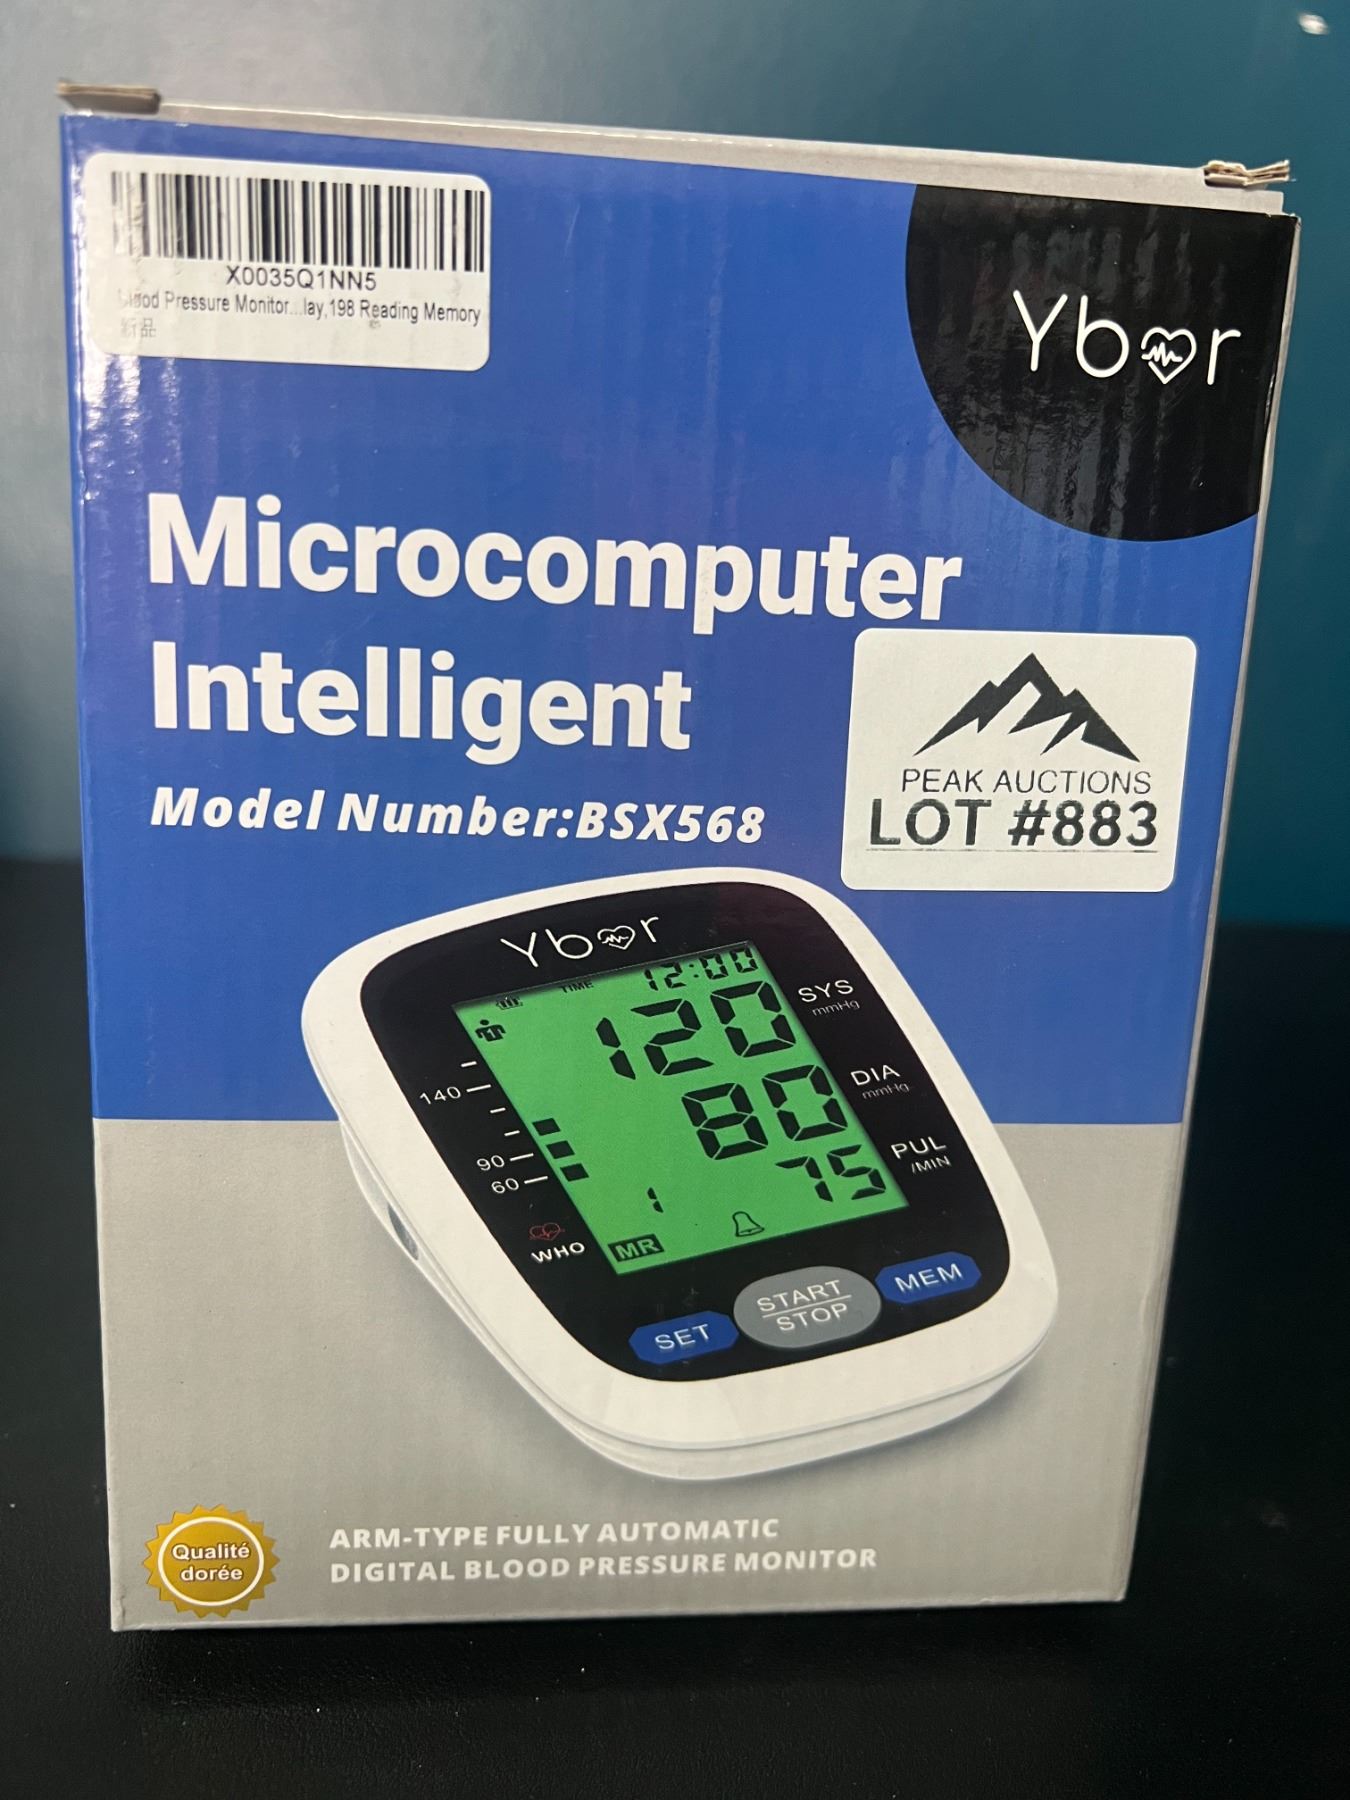 X0035Q1NN5
Blood Pressure Monitor...lay,198 Reading Memory
新品
Ybor
Microcomputer
Intelligent
Model Number:BSX568
PEAK AUCTIONS
LOT #883
Ybor
TIME 12:00
1
120
SYS
mmHg
140
80
DIA
mmHg
90
60
75
PUL
/MIN
1
WHO
MR
SET
START
STOP
MEM
Qualité
dorée
ARM-TYPE FULLY AUTOMATIC
DIGITAL BLOOD PRESSURE MONITOR